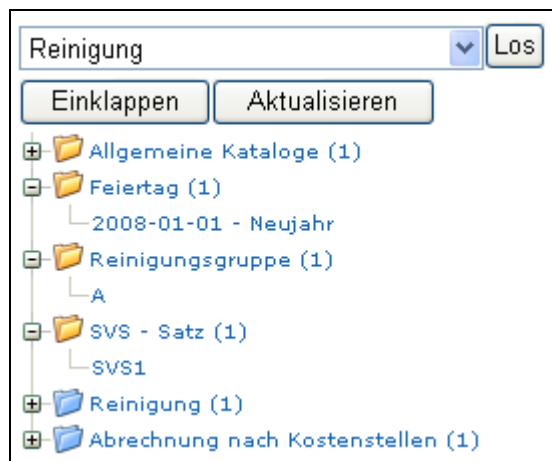 Reinigung Los
Einklappen Aktualisieren
Allgemeine Kataloge (1)
Feiertag (1)
2008-01-01 - Neujahr
Reinigungsgruppe (1)
A
SVS - Satz (1)
SVS1
Reinigung (1)
Abrechnung nach Kostenstellen (1)